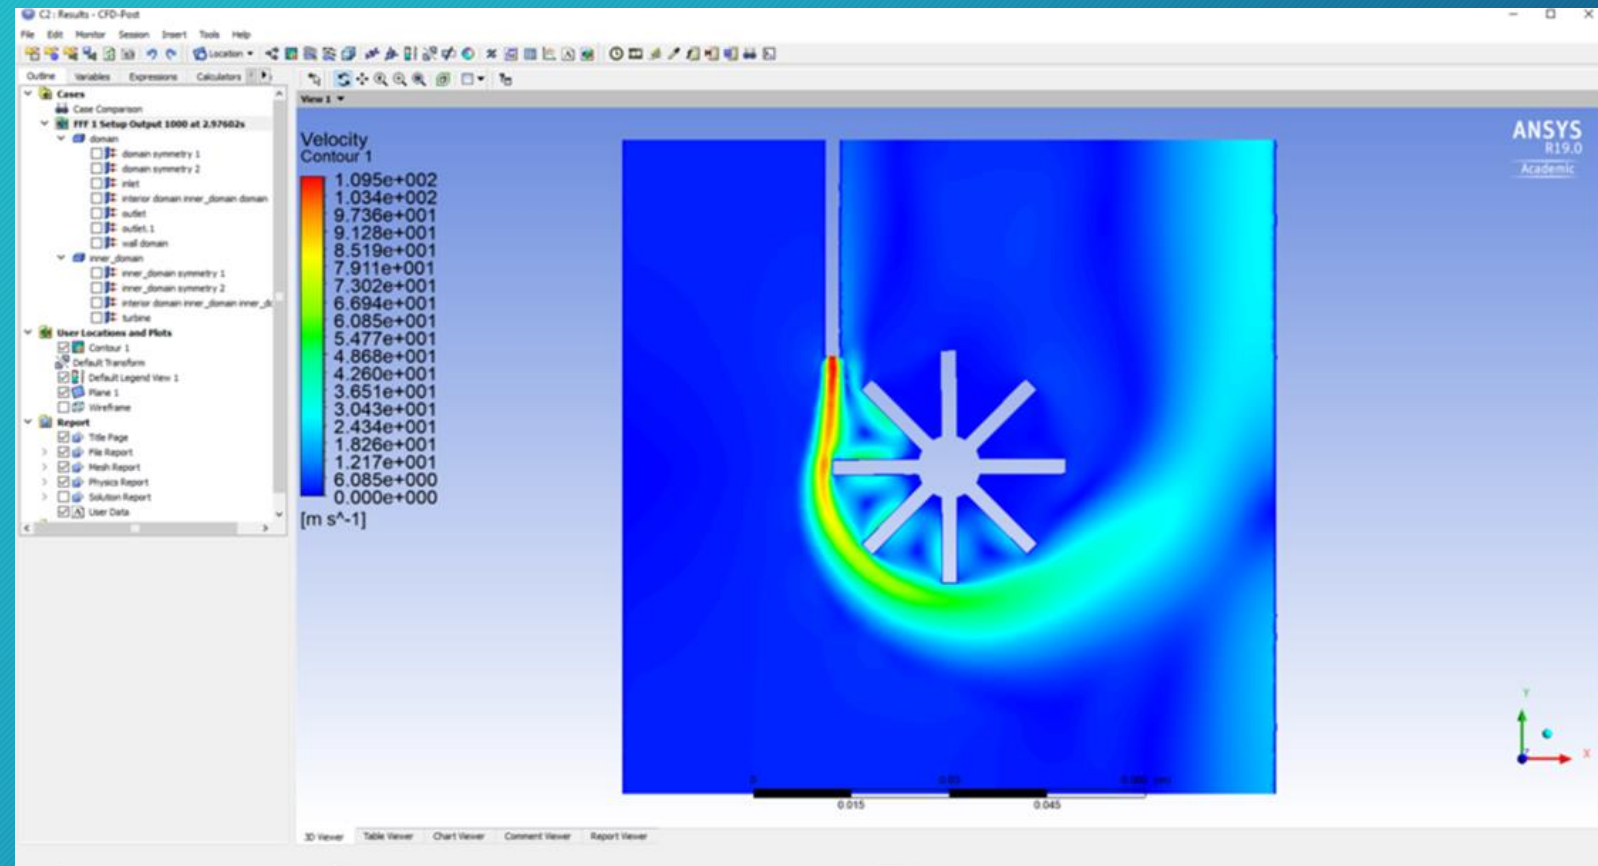 C2 : Results - CFD-Post
File Edit Monitor Session Insert Tools Help
Location
Outline Variables Expressions Calculators
Cases
Case Comparison
FFF 1 Setup Output 1000 at 2.97602s
domain
domain symmetry 1
domain symmetry 2
inlet
interior domain inner_domain domain
outlet
outlet.1
wall domain
inner_domain
inner_domain symmetry 1
inner_domain symmetry 2
interior domain inner_domain inner_dc
turbine
User Locations and Plots
Contour 1
Default Transform
Default Legend View 1
Plane 1
Wireframe
Report
Title Page
File Report
Mesh Report
Physics Report
Solution Report
User Data
View 1
Velocity
Contour 1
1.095e+002
1.034e+002
9.736e+001
9.128e+001
8.519e+001
7.911e+001
7.302e+001
6.694e+001
6.085e+001
5.477e+001
4.868e+001
4.260e+001
3.651e+001
3.043e+001
2.434e+001
1.826e+001
1.217e+001
6.085e+000
0.000e+000
[m s^-1]
ANSYS
R19.0
Academic
Y
Z
X
0 0.03
0.015 0.045
3D Viewer Table Viewer Chart Viewer Comment Viewer Report Viewer